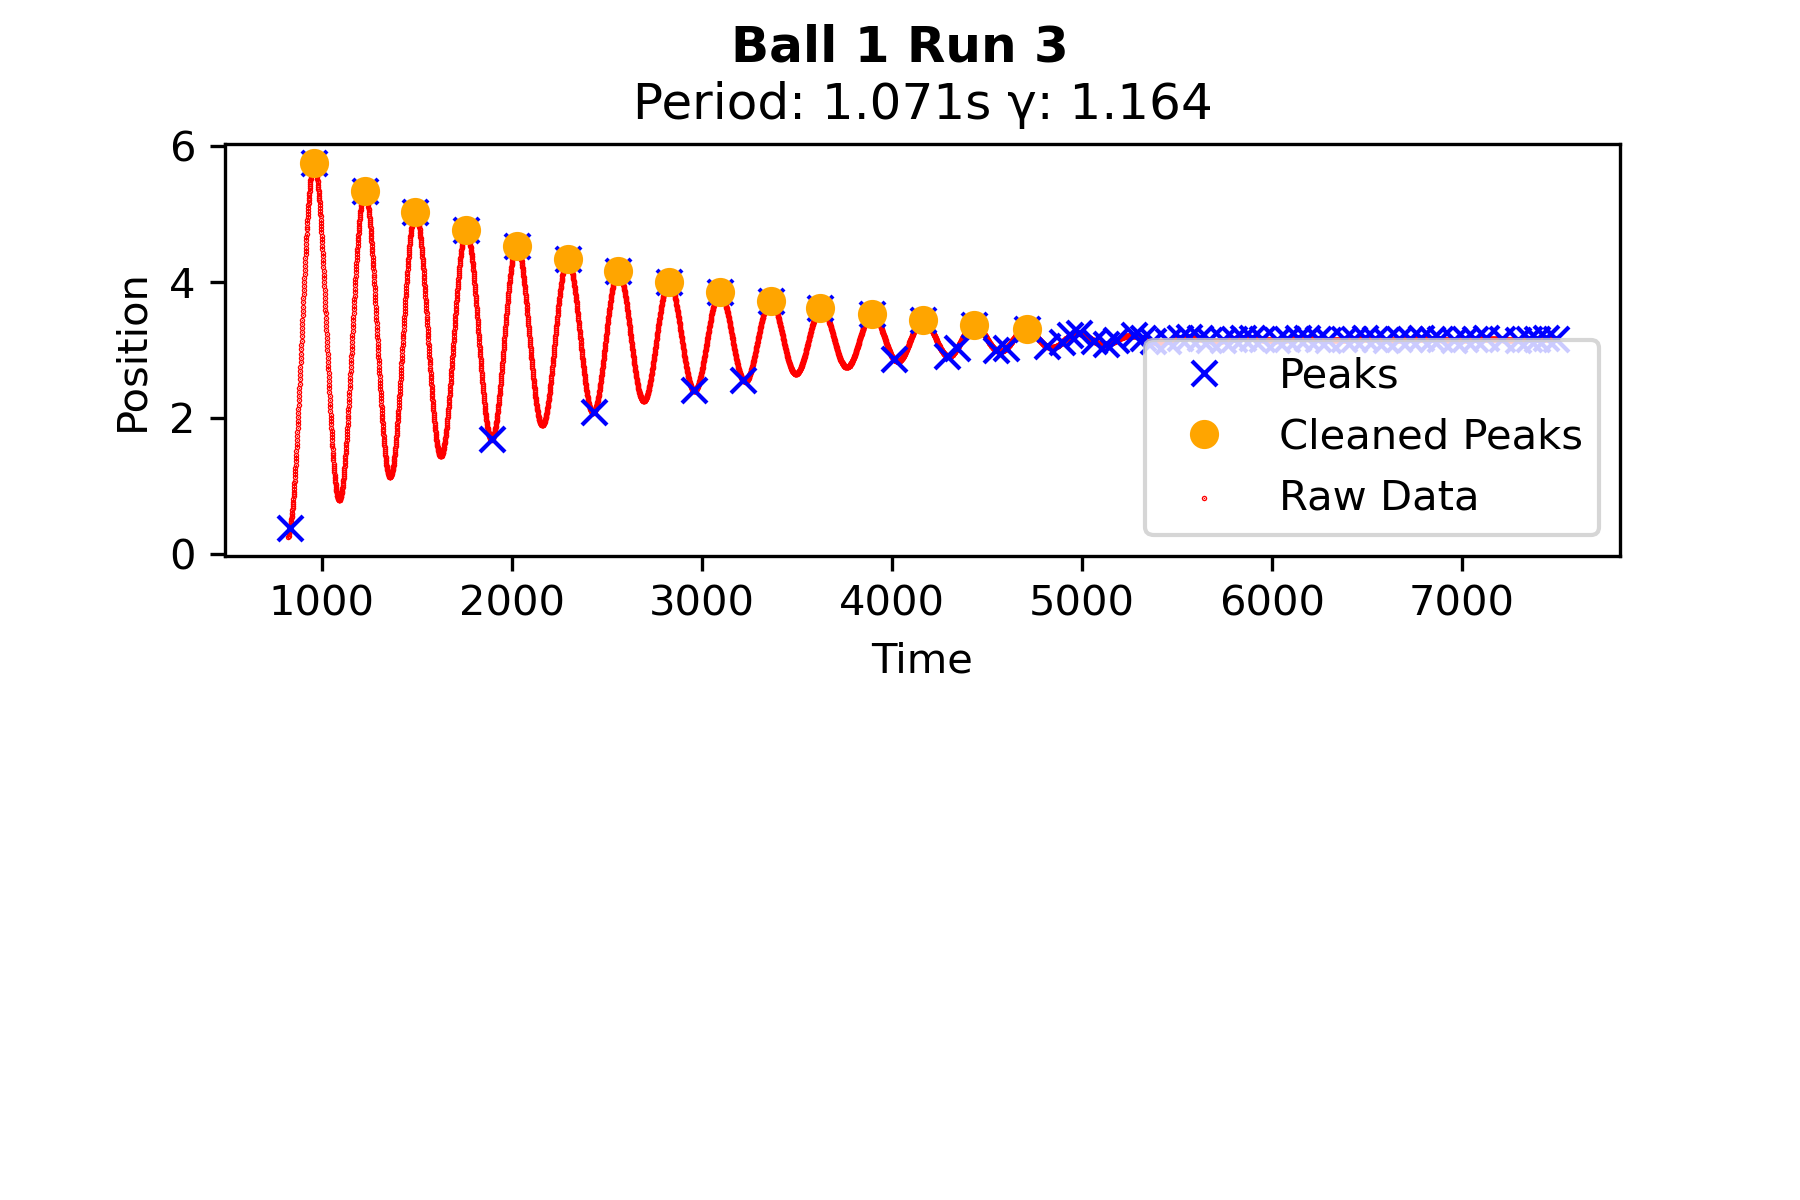 Ball 1 Run 3
Period: 1.071s γ: 1.164
6
4
2
0
Position
Peaks
Cleaned Peaks
Raw Data
1000 2000 3000 4000 5000 6000 7000
Time